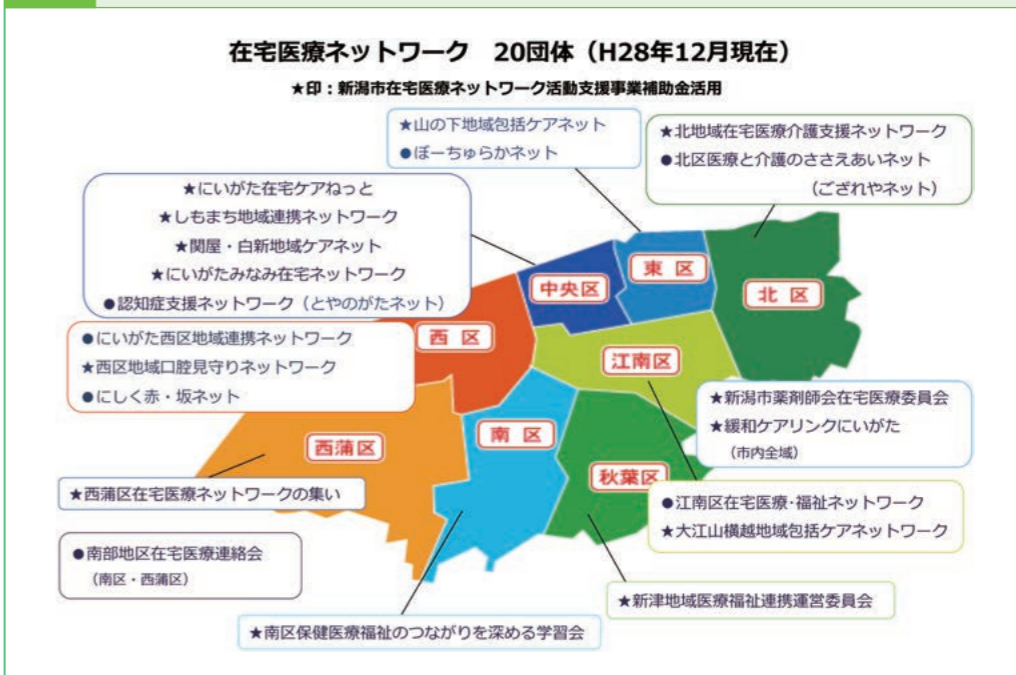 在宅医療ネットワーク　20団体（H28年12月現在）
★印：新潟市在宅医療ネットワーク活動支援事業補助金活用
★山の下地域包括ケアネット
●ぼーちゅらかネット
★北地域在宅医療介護支援ネットワーク
●北区医療と介護のささえあいネット
（ござれやネット）
★にいがた在宅ケアねっと
★しもまち地域連携ネットワーク
★関屋・白新地域ケアネット
★にいがたみなみ在宅ネットワーク
●認知症支援ネットワーク（とやのがたネット）
●にいがた西区地域連携ネットワーク
★西区地域口腔見守りネットワーク
●にしく赤・坂ネット
中央区
東 区
北 区
西 区
江南区
南 区
西蒲区
秋葉区
★新潟市薬剤師会在宅医療委員会
★緩和ケアリンクにいがた
（市内全域）
★西蒲区在宅医療ネットワークの集い
●江南区在宅医療・福祉ネットワーク
★大江山横越地域包括ケアネットワーク
●南部地区在宅医療連絡会
（南区・西蒲区）
★新津地域医療福祉連携運営委員会
★南区保健医療福祉のつながりを深める学習会